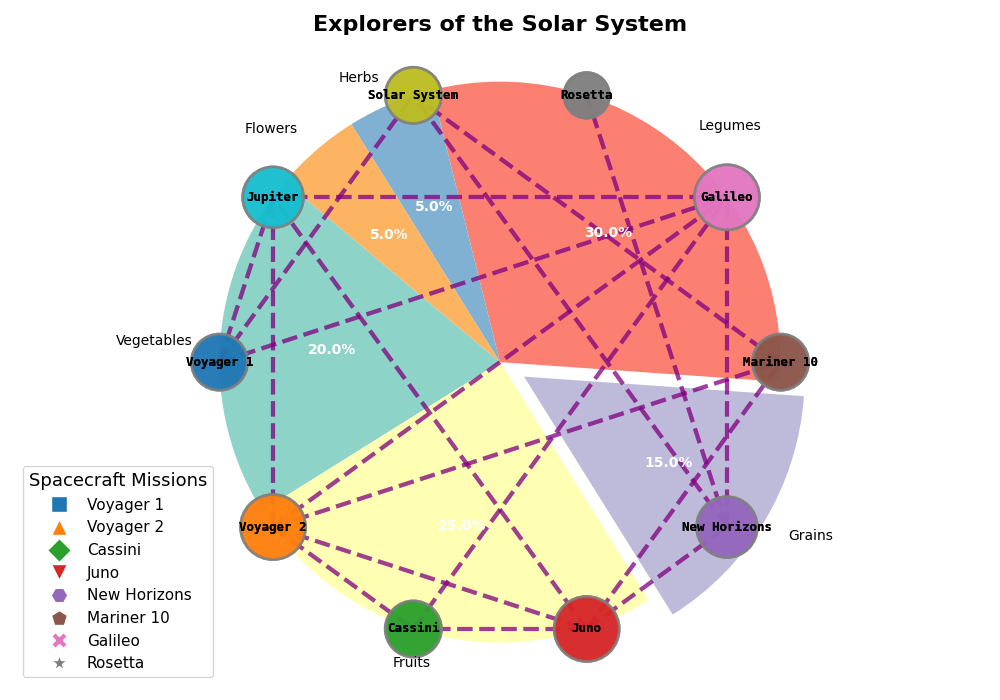 Explorers of the Solar System
Herbs
Solar System
Rosetta
Flowers
Legumes
Jupiter
Galileo
5.0%
5.0%
30.0%
Vegetables
20.0%
Voyager 1
Mariner 10
15.0%
Voyager 2
25.0%
New Horizons
Grains
Cassini
Juno
Fruits
Spacecraft Missions
Voyager 1
Voyager 2
Cassini
Juno
New Horizons
Mariner 10
Galileo
Rosetta